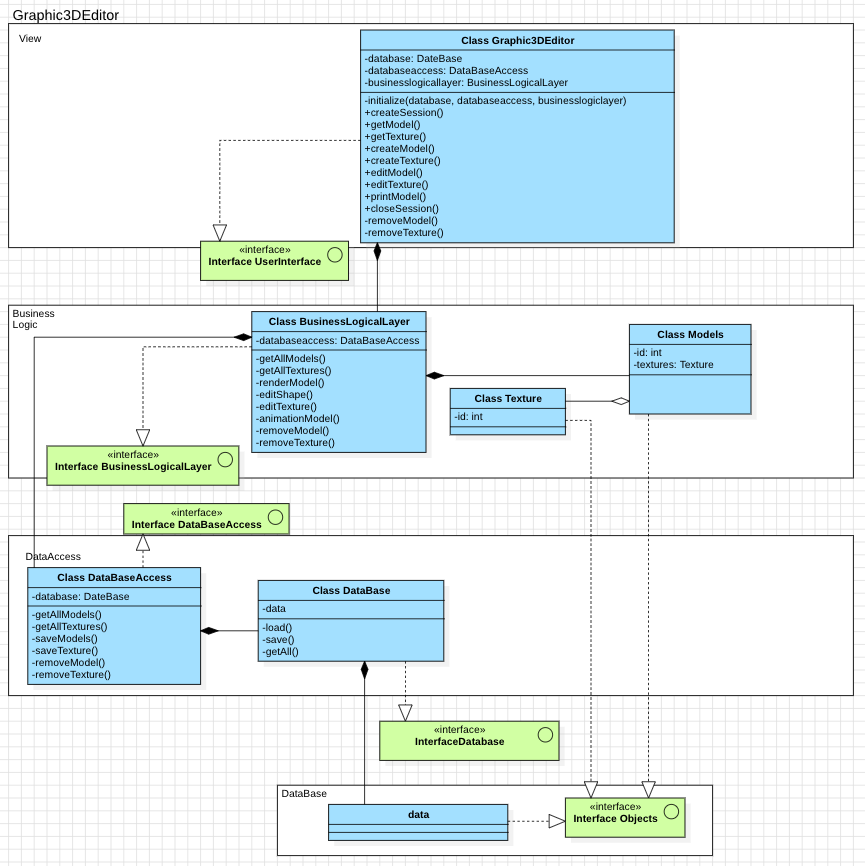 Graphic3DEditor
View
Class Graphic3DEditor
-database: DateBase
-databaseaccess: DataBaseAccess
-businesslogicallayer: BusinessLogicalLayer
-initialize(database, databaseaccess, businesslogiclayer)
+createSession()
+getModel()
+getTexture()
+createModel()
+createTexture()
+editModel()
+editTexture()
+printModel()
+closeSession()
-removeModel()
-removeTexture()
«interface»
Interface UserInterface
Business
Logic
Class BusinessLogicalLayer
-databaseaccess: DataBaseAccess
-getAllModels()
-getAllTextures()
-renderModel()
-editShape()
-editTexture()
-animationModel()
-removeModel()
-removeTexture()
Class Models
-id: int
-textures: Texture
Class Texture
-id: int
«interface»
Interface BusinessLogicalLayer
«interface»
Interface DataBaseAccess
DataAccess
Class DataBaseAccess
-database: DateBase
-getAllModels()
-getAllTextures()
-saveModels()
-saveTexture()
-removeModel()
-removeTexture()
Class DataBase
-data
-load()
-save()
-getAll()
«interface»
InterfaceDatabase
DataBase
data
«interface»
Interface Objects